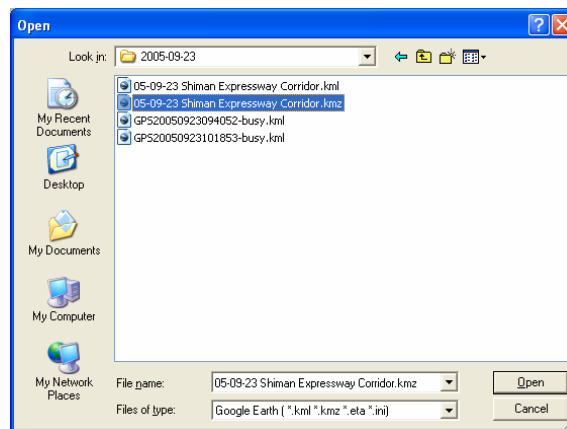 Open
Look in:
2005-09-23
05-09-23 Shiman Expressway Corridor.kml
05-09-23 Shiman Expressway Corridor.kmz
GPS20050923094052-busy.kml
GPS20050923101853-busy.kml
My Recent
Documents
Desktop
My Documents
My Computer
My Network
Places
File name:
05-09-23 Shiman Expressway Corridor.kmz
Open
Files of type:
Google Earth ( *.kml *.kmz *.eta *.ini)
Cancel